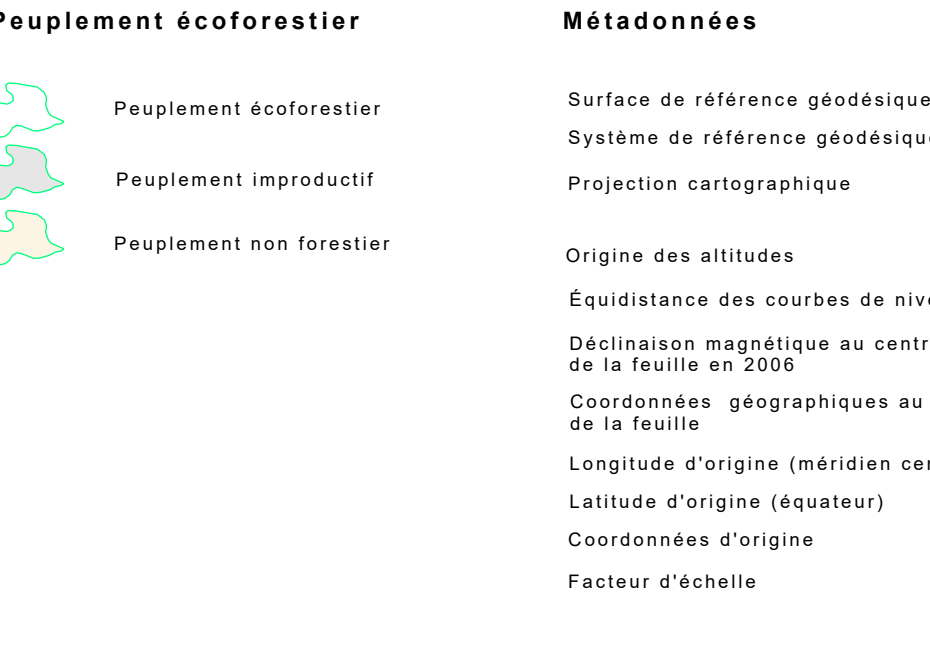 Peuplement écoforestier
Peuplement écoforestier
Peuplement improductif
Peuplement non forestier
Métadonnées
Surface de référence géodésique
Système de référence géodésique
Projection cartographique
Origine des altitudes
Équidistance des courbes de
Déclinaison magnétique au
de la feuille en 2006
Coordonnées géographiques au
de la feuille
Longitude d'origine (méridien
Latitude d'origine (équateur)
Coordonnées d'origine
Facteur d'échelle